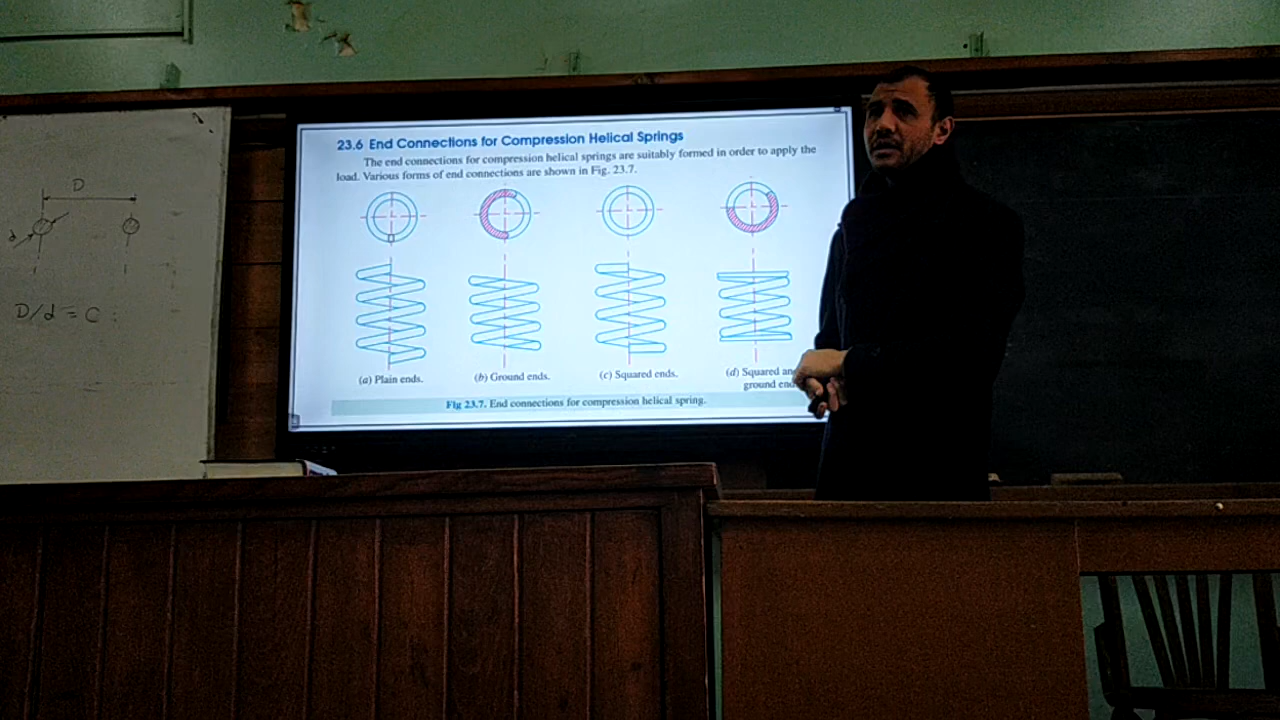 D
d
D/d = C :
23.6 End Connections for Compression Helical Springs
The end connections for compression helical springs are suitably formed in order to apply the
load. Various forms of end connections are shown in Fig. 23.7.
(a) Plain ends.
(b) Ground ends.
(c) Squared ends.
(d) Squared an
ground end
Fig 23.7. End connections for compression helical spring.